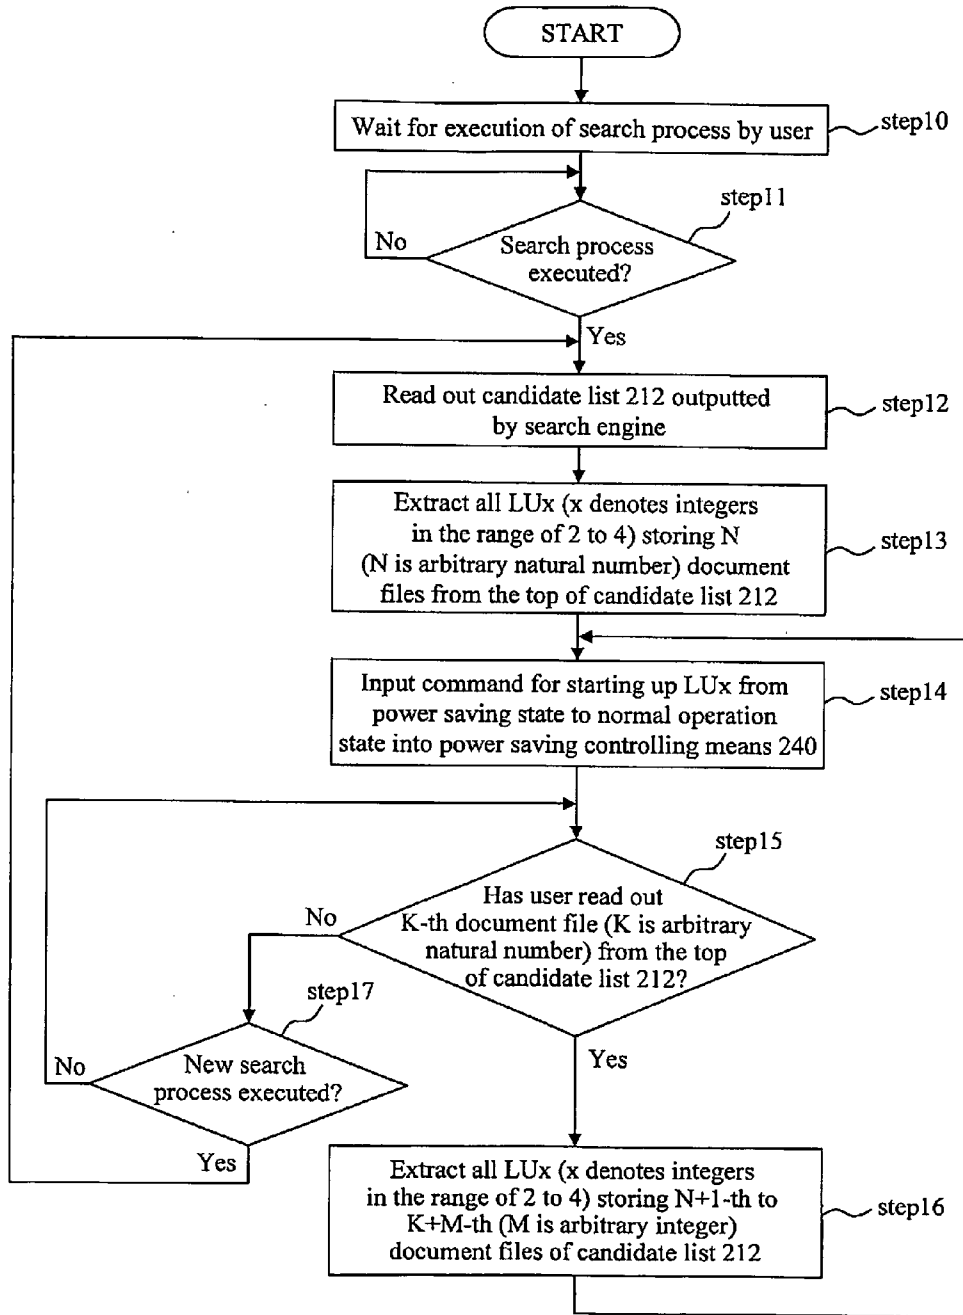 START
Wait for execution of search process by user
step10
step11
No
Search process
executed?
Yes
Read out candidate list 212 outputted
by search engine
step12
Extract all LUx (x denotes integers
in the range of 2 to 4) storing N
(N is arbitrary natural number) document
files from the top of candidate list 212
step13
Input command for starting up LUx from
power saving state to normal operation
state into power saving controlling means 240
step14
step15
Has user read out
K-th document file (K is arbitrary
natural number) from the top
of candidate list 212?
No
step17
No
New search
process executed?
Yes
Yes
Extract all LUx (x denotes integers
in the range of 2 to 4) storing N+1-th to
K+M-th (M is arbitrary integer)
document files of candidate list 212
step16